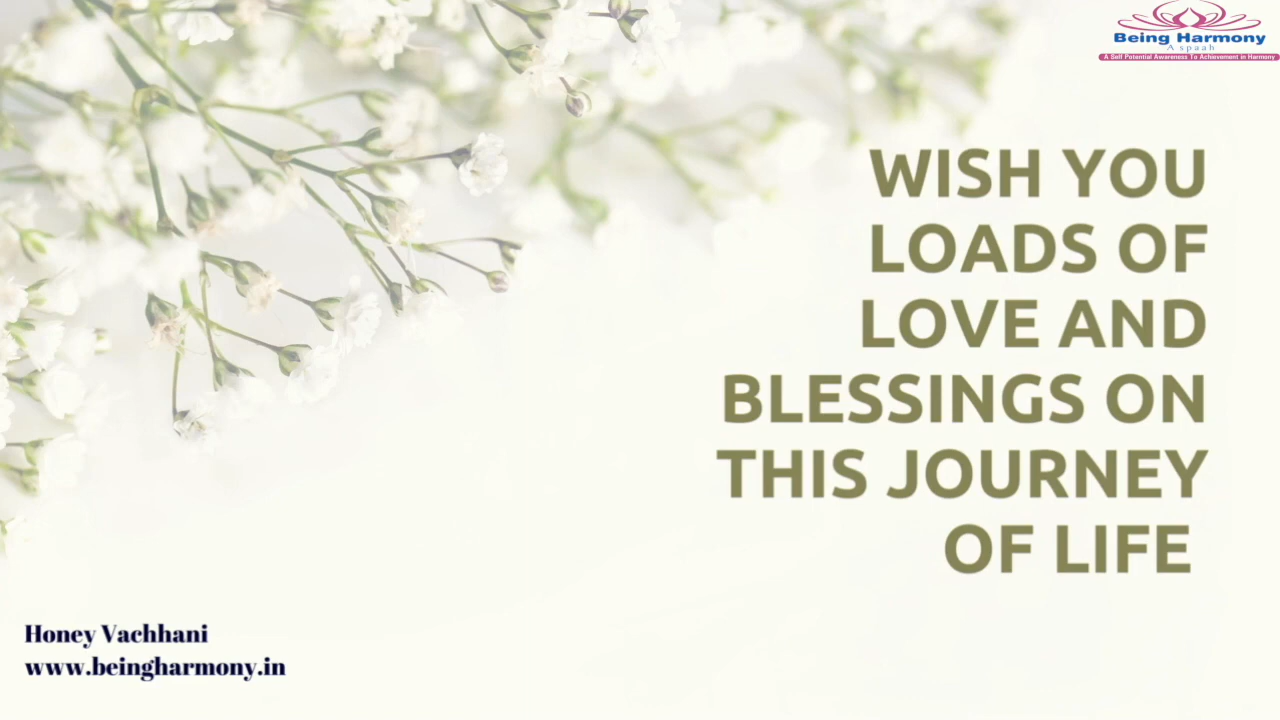 Being Harmony
A spaah
A Self Potential Awareness To Achievement in Harmony
WISH YOU
LOADS OF
LOVE AND
BLESSINGS ON
THIS JOURNEY
OF LIFE
Honey Vachhani
www.beingharmony.in